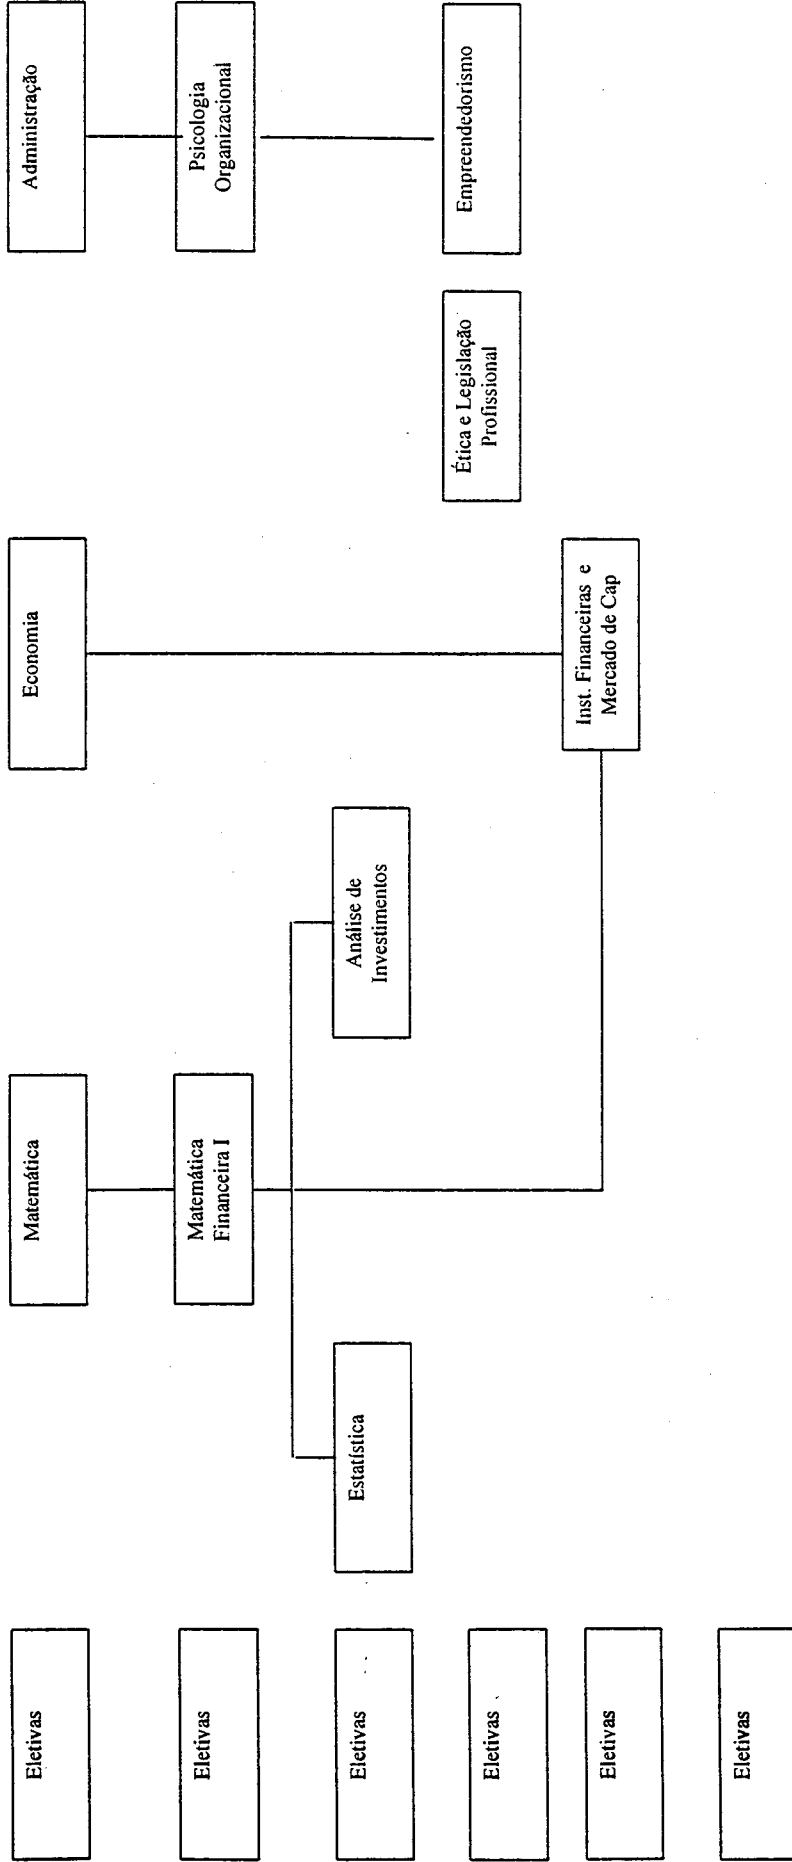 Eletivas
Matemática
Economia
Administração
Eletivas
Matemática
Financeira I
Psicologia
Organizacional
Eletivas
Estatística
Análise de
Investimentos
Eletivas
Ética e Legislação
Profissional
Empreendedorismo
Eletivas
Inst. Financeiras e
Mercado de Cap
Eletivas